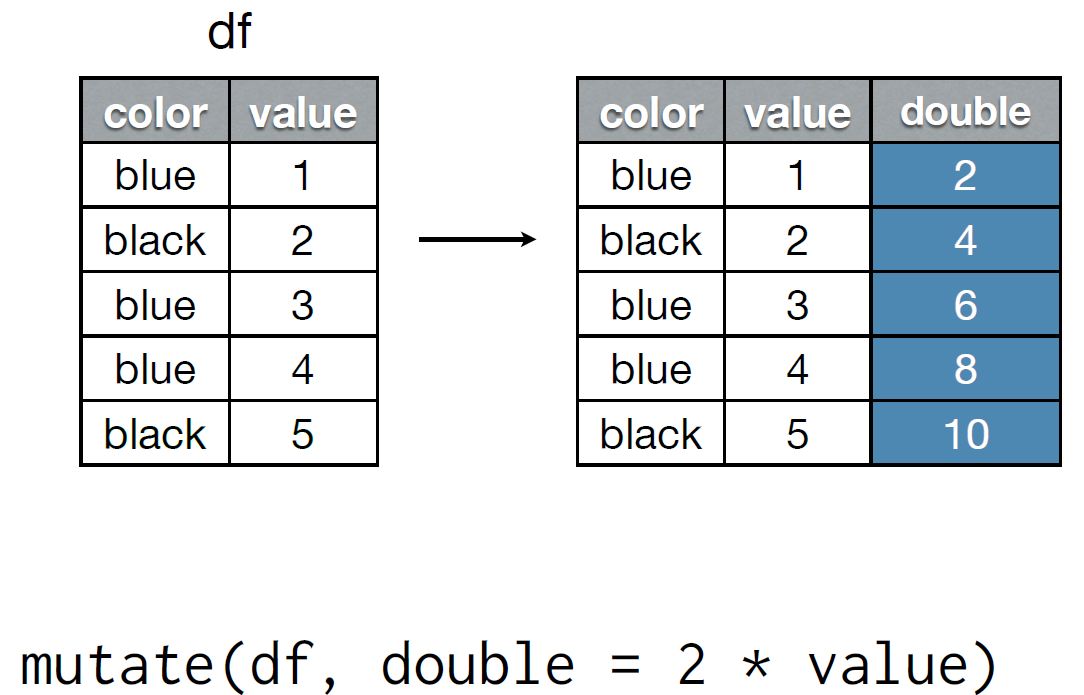 df
color value color value double
blue 1 blue 1 2
black 2 black 2 4
blue 3 blue 3 6
blue 4 blue 4 8
black 5 black 5 10
mutate(df, double = 2 * value)